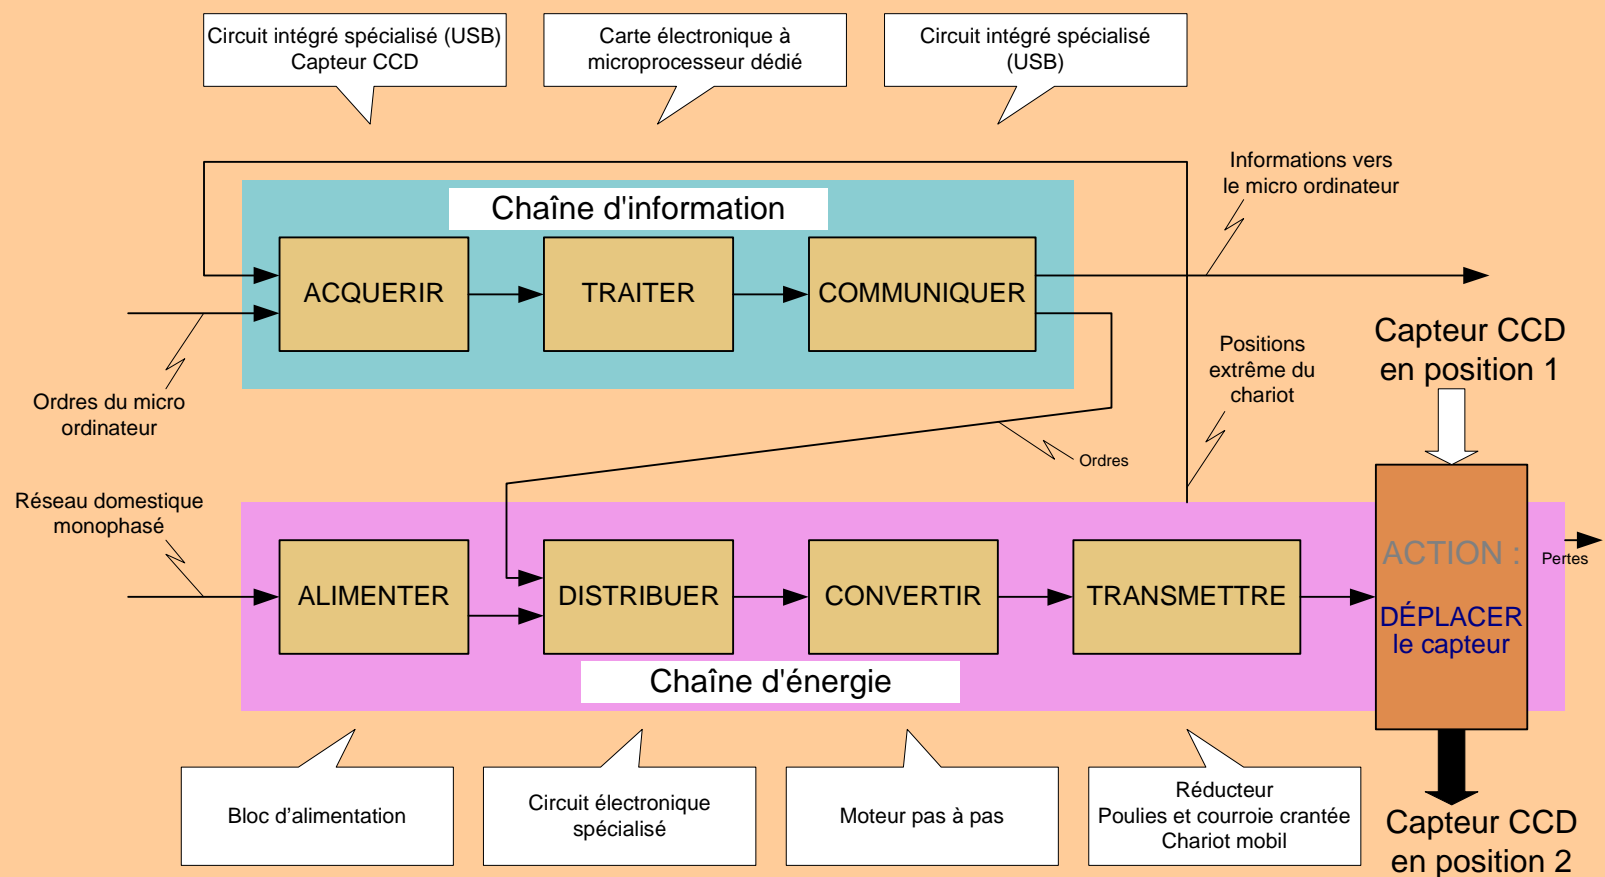 Circuit intégré spécialisé (USB)
Capteur CCD
Carte électronique à
microprocesseur dédié
Circuit intégré spécialisé
(USB)
Informations vers
le micro ordinateur
Chaîne d'information
ACQUERIR
TRAITER
COMMUNIQUER
Ordres du micro
ordinateur
Positions
extrême du
chariot
Capteur CCD
en position 1
Ordres
Réseau domestique
monophasé
ALIMENTER
DISTRIBUER
CONVERTIR
TRANSMETTRE
ACTION :
DÉPLACER
le capteur
Pertes
Chaîne d'énergie
Bloc d’alimentation
Circuit électronique
spécialisé
Moteur pas à pas
Réducteur
Poulies et courroie crantée
Chariot mobil
Capteur CCD
en position 2